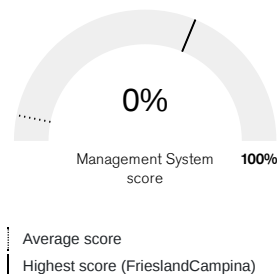 0%
Management System
score
100%
Average score
Highest score (FrieslandCampina)